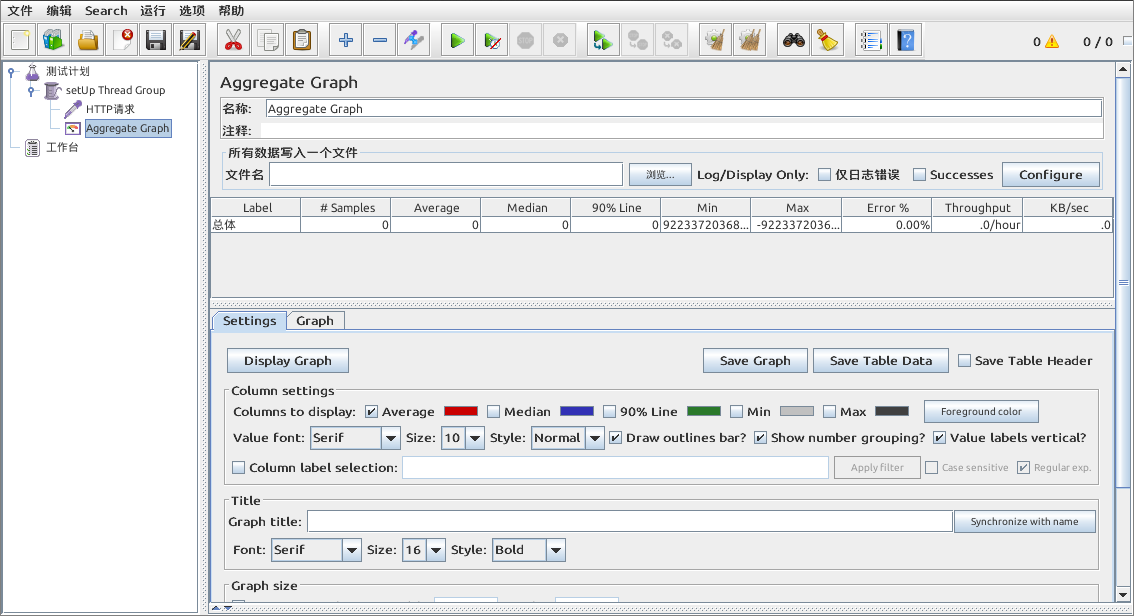 文件 编辑 Search 运行 选项 帮助
0 0 / 0
测试计划
setUp Thread Group
HTTP请求
Aggregate Graph
工作台
Aggregate Graph
名称: Aggregate Graph
注释:
所有数据写入一个文件
文件名 浏览... Log/Display Only: 仅日志错误 Successes Configure
Label # Samples Average Median 90% Line Min Max Error % Throughput KB/sec
总体 0 0 0 0 92233720368... -9223372036... 0.00% .0/hour .0
Settings Graph
Display Graph Save Graph Save Table Data Save Table Header
Column settings
Columns to display: Average Median 90% Line Min Max Foreground color
Value font: Serif Size: 10 Style: Normal Draw outlines bar? Show number grouping? Value labels vertical?
Column label selection: Apply filter Case sensitive Regular exp.
Title
Graph title: Synchronize with name
Font: Serif Size: 16 Style: Bold
Graph size